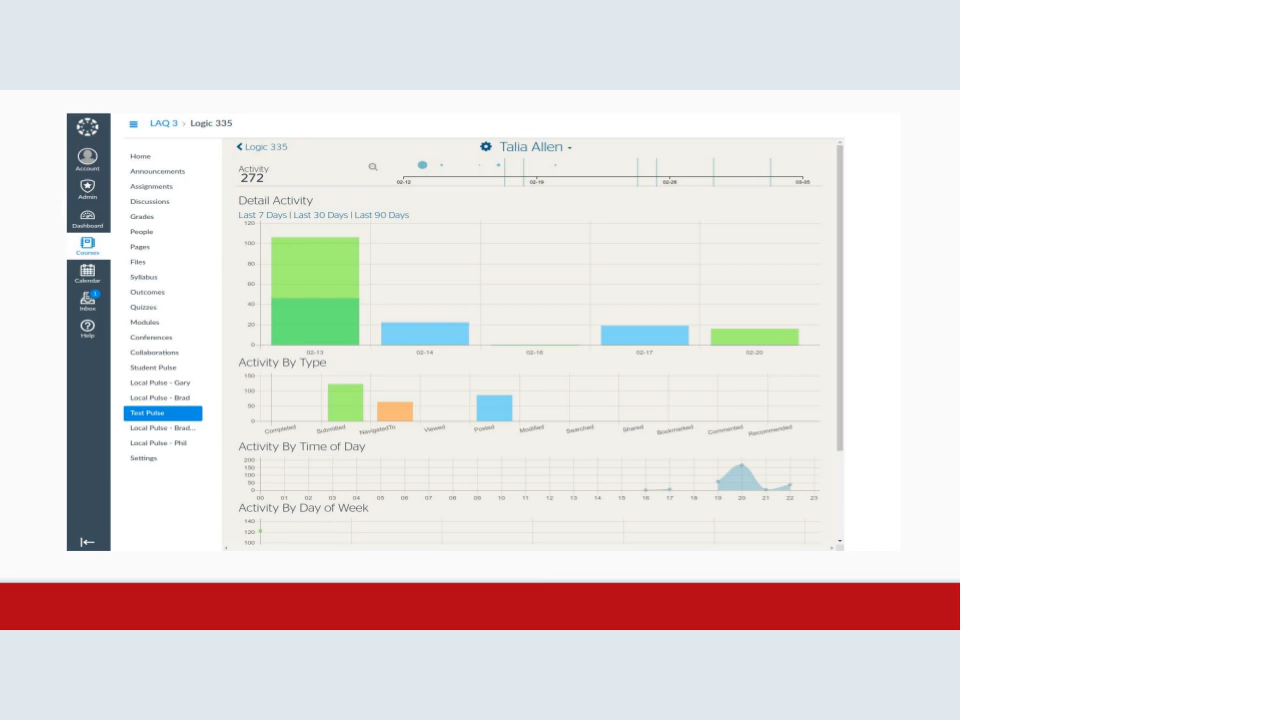 LAQ 3 > Logic 335
Account
Admin
Dashboard
Courses
Calendar
1
Inbox
Help
Home
Announcements
Assignments
Discussions
Grades
People
Pages
Files
Syllabus
Outcomes
Quizzes
Modules
Conferences
Collaborations
Student Pulse
Local Pulse - Gary
Local Pulse - Brad
Test Pulse
Local Pulse - Brad...
Local Pulse - Phil
Settings
Logic 335
Talia Allen
Activity
272
02-12 02-19 02-26 03-05
Detail Activity
Last 7 Days | Last 30 Days | Last 90 Days
120
100
80
60
40
20
0
02-13 02-14 02-16 02-17 02-20
Activity By Type
150
100
50
0
Completed Submitted NavigatedTo Viewed Posted Modified Searched Shared Bookmarked Commented Recommended
Activity By Time of Day
200
150
100
50
0
00 01 02 03 04 05 06 07 08 09 10 11 12 13 14 15 16 17 18 19 20 21 22 23
Activity By Day of Week
140
120
100